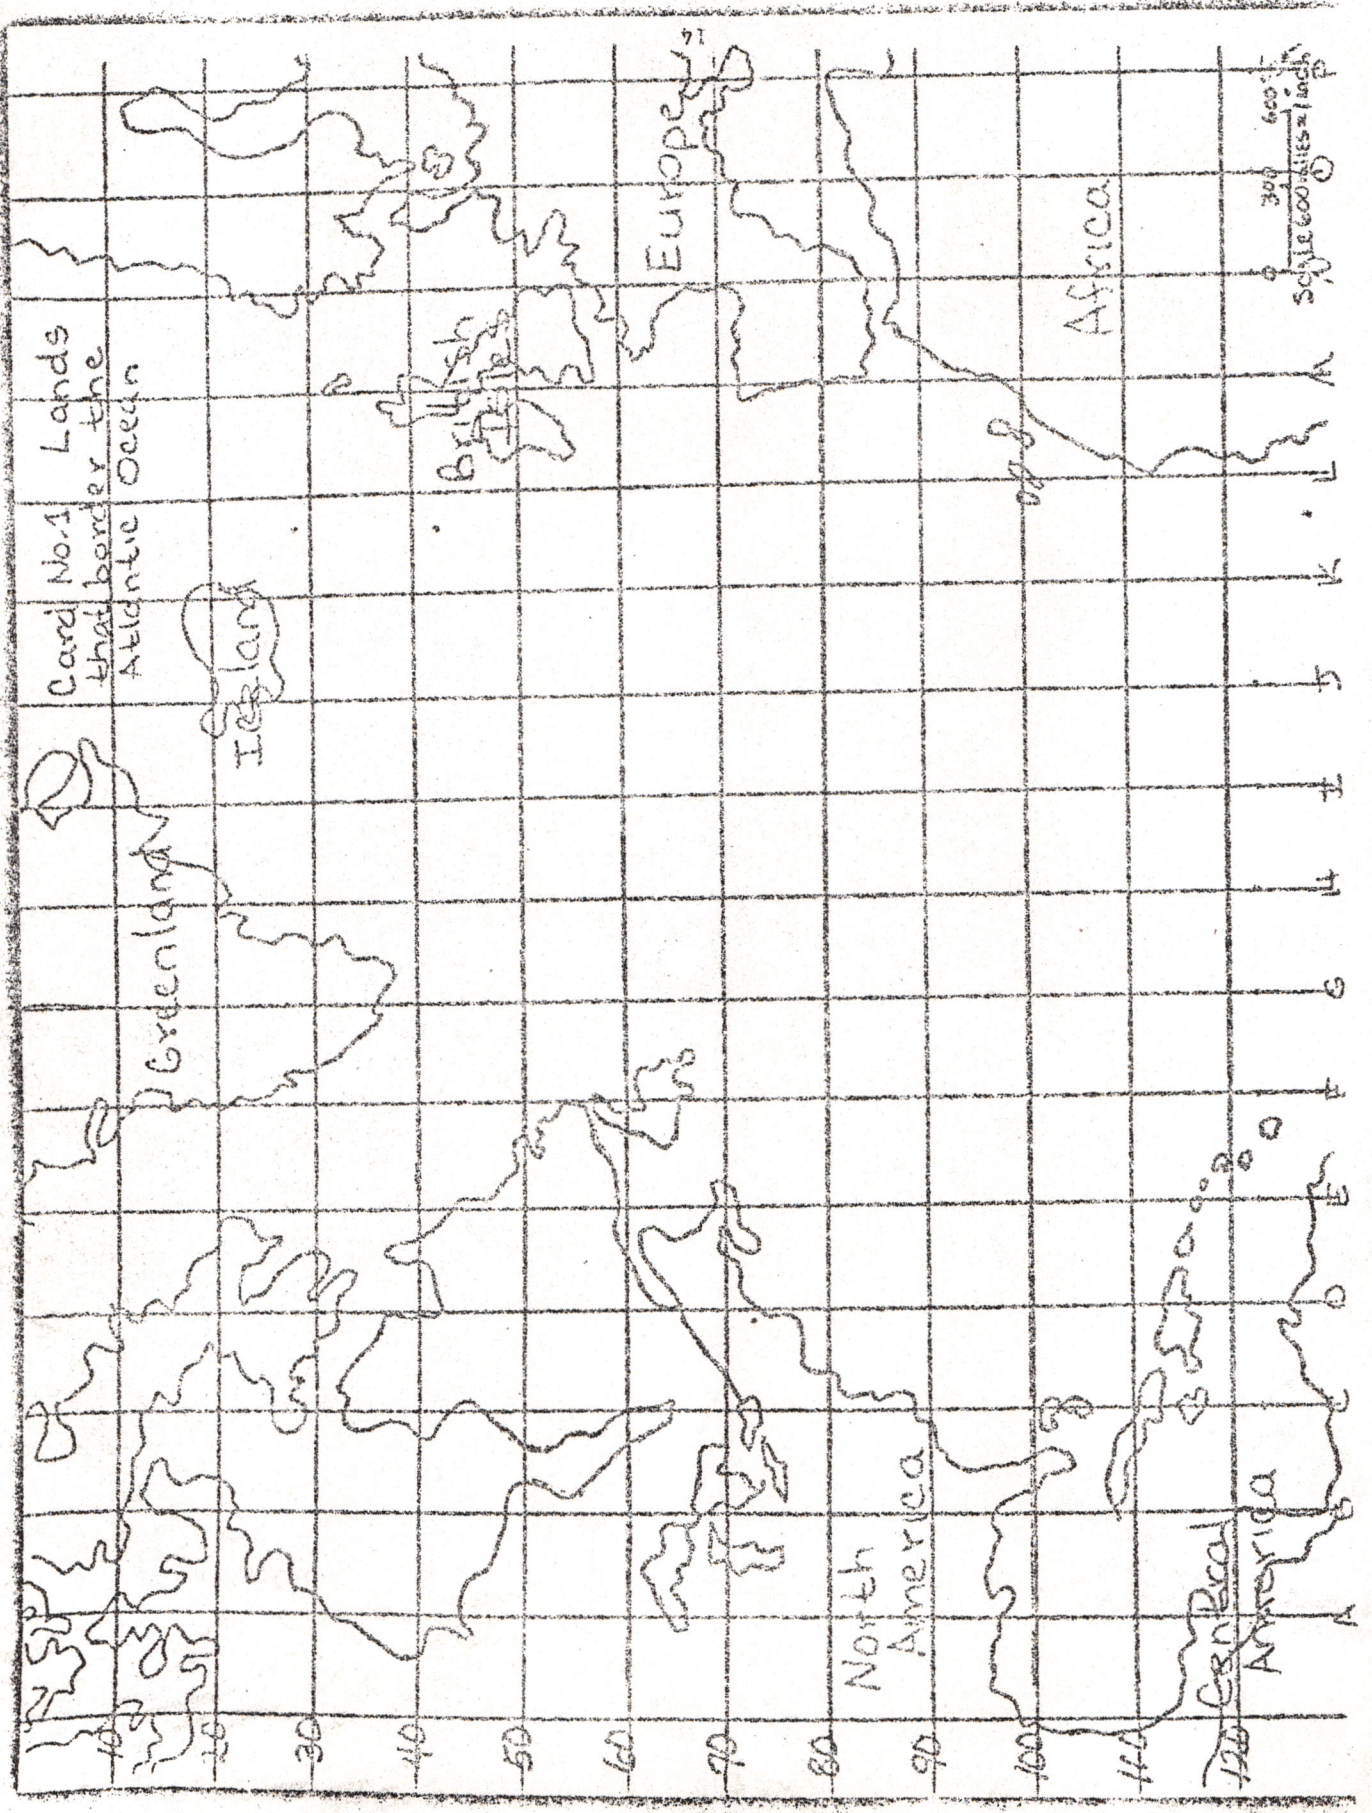 Card No.1 Lands
that border the
Atlantic Ocean
14
Greenland
Iceland
British
Isles
Europe
Africa
North
America
Central
America
10
20
30
40
50
60
70
80
90
100
110
120
A
B
C
D
E
F
G
H
I
J
K
L
M
N
O
P
0 300 600
Scale 600 miles = 1 inch